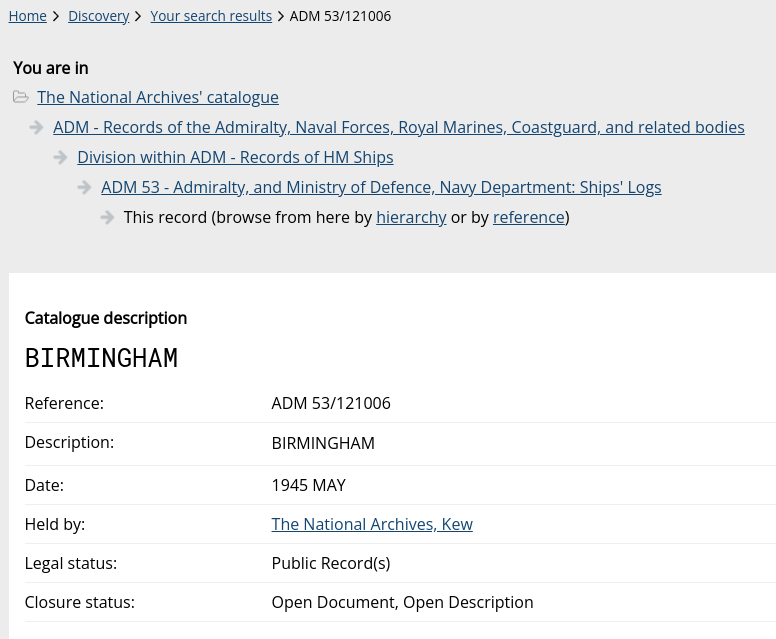 Home > Discovery > Your search results > ADM 53/121006
You are in
The National Archives' catalogue
ADM - Records of the Admiralty, Naval Forces, Royal Marines, Coastguard, and related bodies
Division within ADM - Records of HM Ships
ADM 53 - Admiralty, and Ministry of Defence, Navy Department: Ships' Logs
This record (browse from here by hierarchy or by reference)
Catalogue description
BIRMINGHAM
Reference: ADM 53/121006
Description: BIRMINGHAM
Date: 1945 MAY
Held by: The National Archives, Kew
Legal status: Public Record(s)
Closure status: Open Document, Open Description